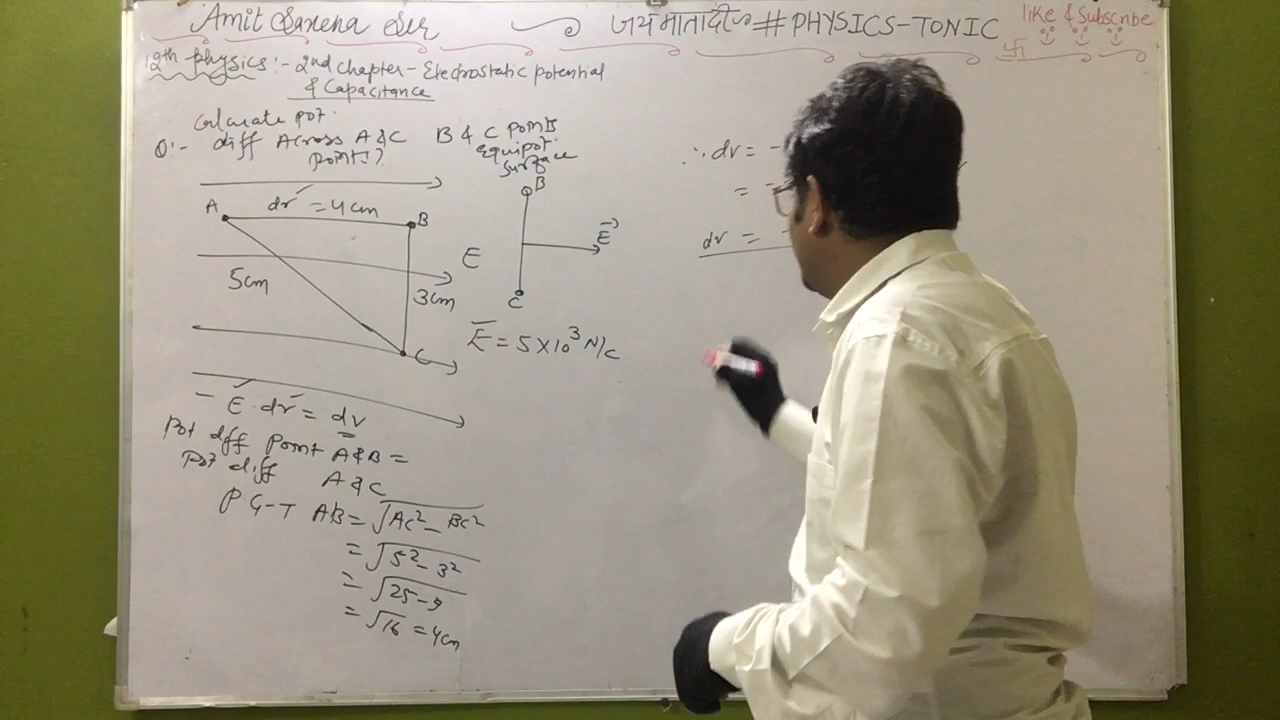 Amit Saxena Sir
जय माता दी
# PHYSICS-TONIC
like & Subscribe
12th physics :- 2nd chapter - Electrostatic potential
& Capacitance
pot.
Q:- diff Across A & C
points?
B & C points
equipot.
surface
A
dr = 4cm
B
5cm
3cm
C
E
B
E
C
E = 5×10³ N/C
- E . dr = dv
Pot diff point A & B =
Pot diff A & C
P G-T AB = √AC² - BC²
= √5² - 3²
= √25-9
= √16 = 4cm
∴ dv = -
= -
dv = -